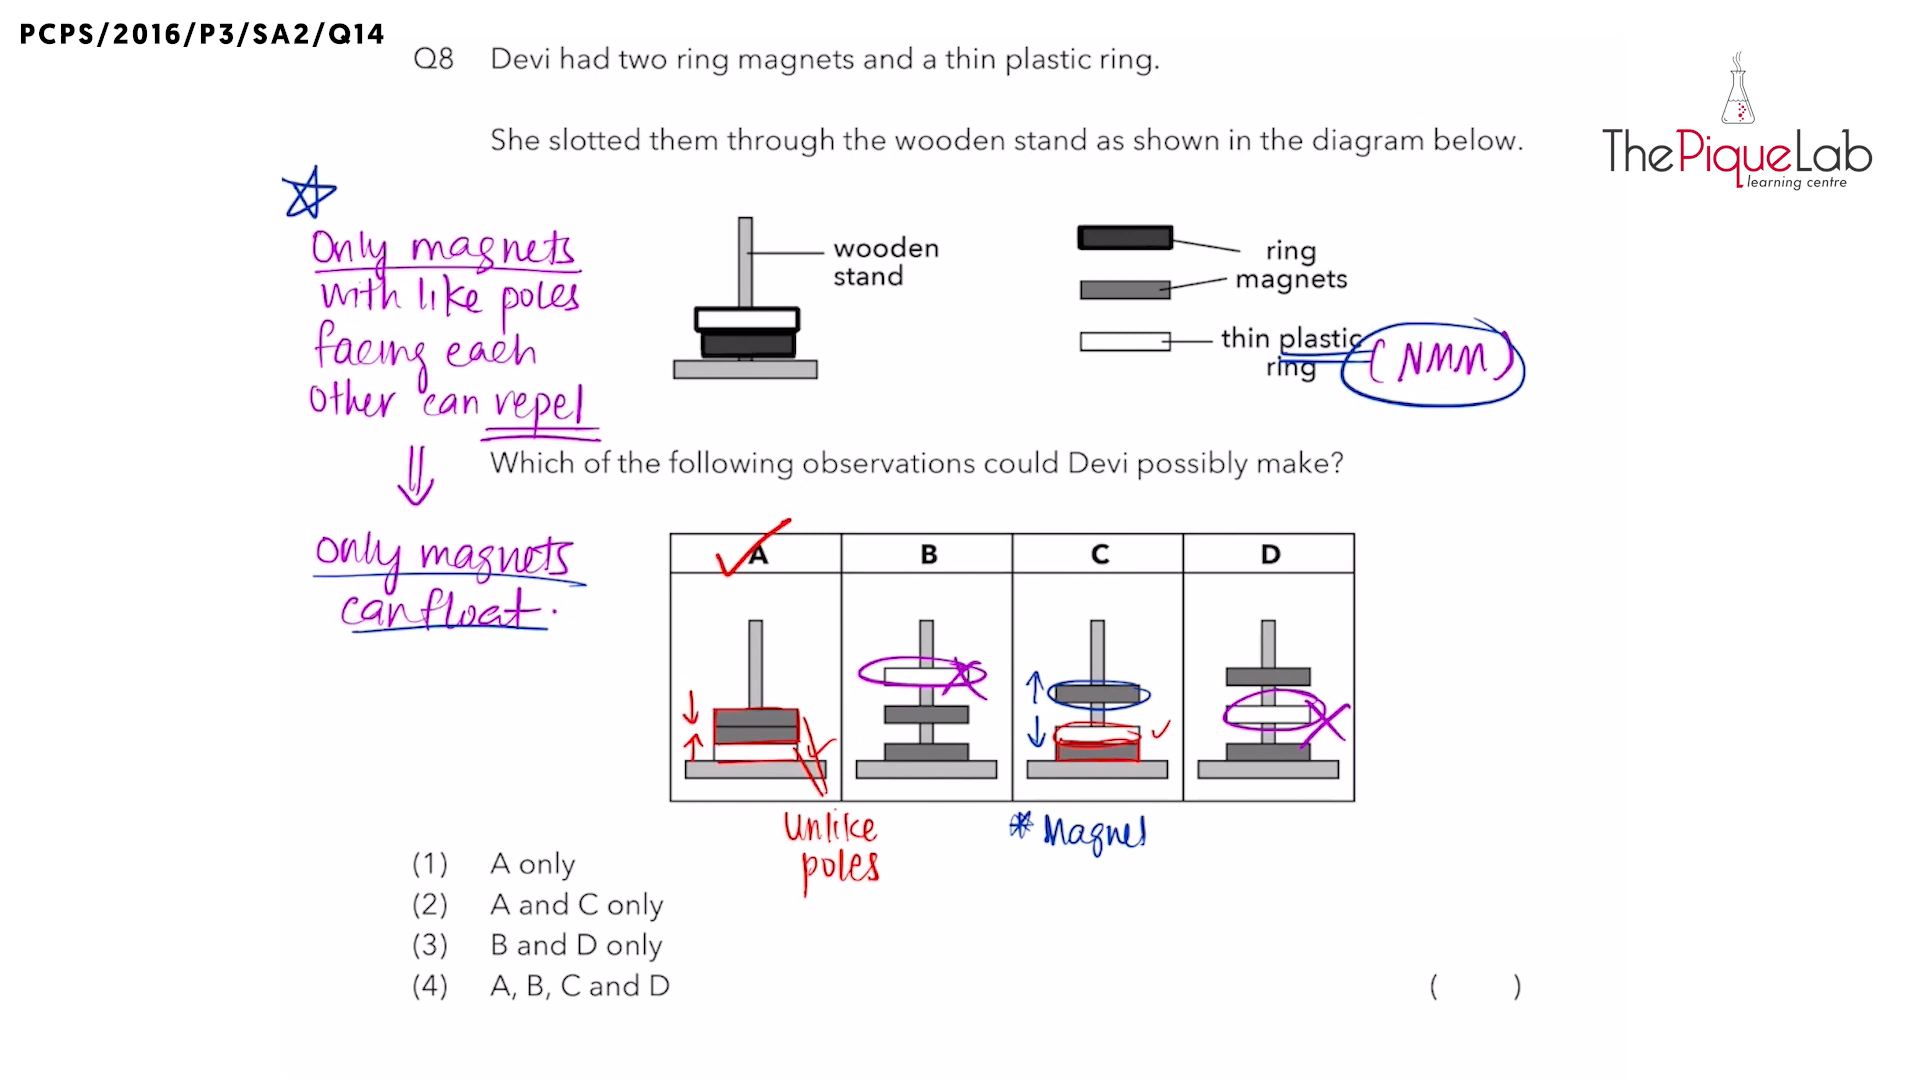 PCPS/2016/P3/SA2/Q14
Q8 Devi had two ring magnets and a thin plastic ring.
ThePiqueLab
learning centre
She slotted them through the wooden stand as shown in the diagram below.
Only magnets
with like poles
facing each
other can repel
only magnets
can float.
wooden
stand
ring
magnets
thin plastic
ring
(NMM)
Which of the following observations could Devi possibly make?
A B C D
Unlike
poles
* Magnet
(1) A only
(2) A and C only
(3) B and D only
(4) A, B, C and D
( )